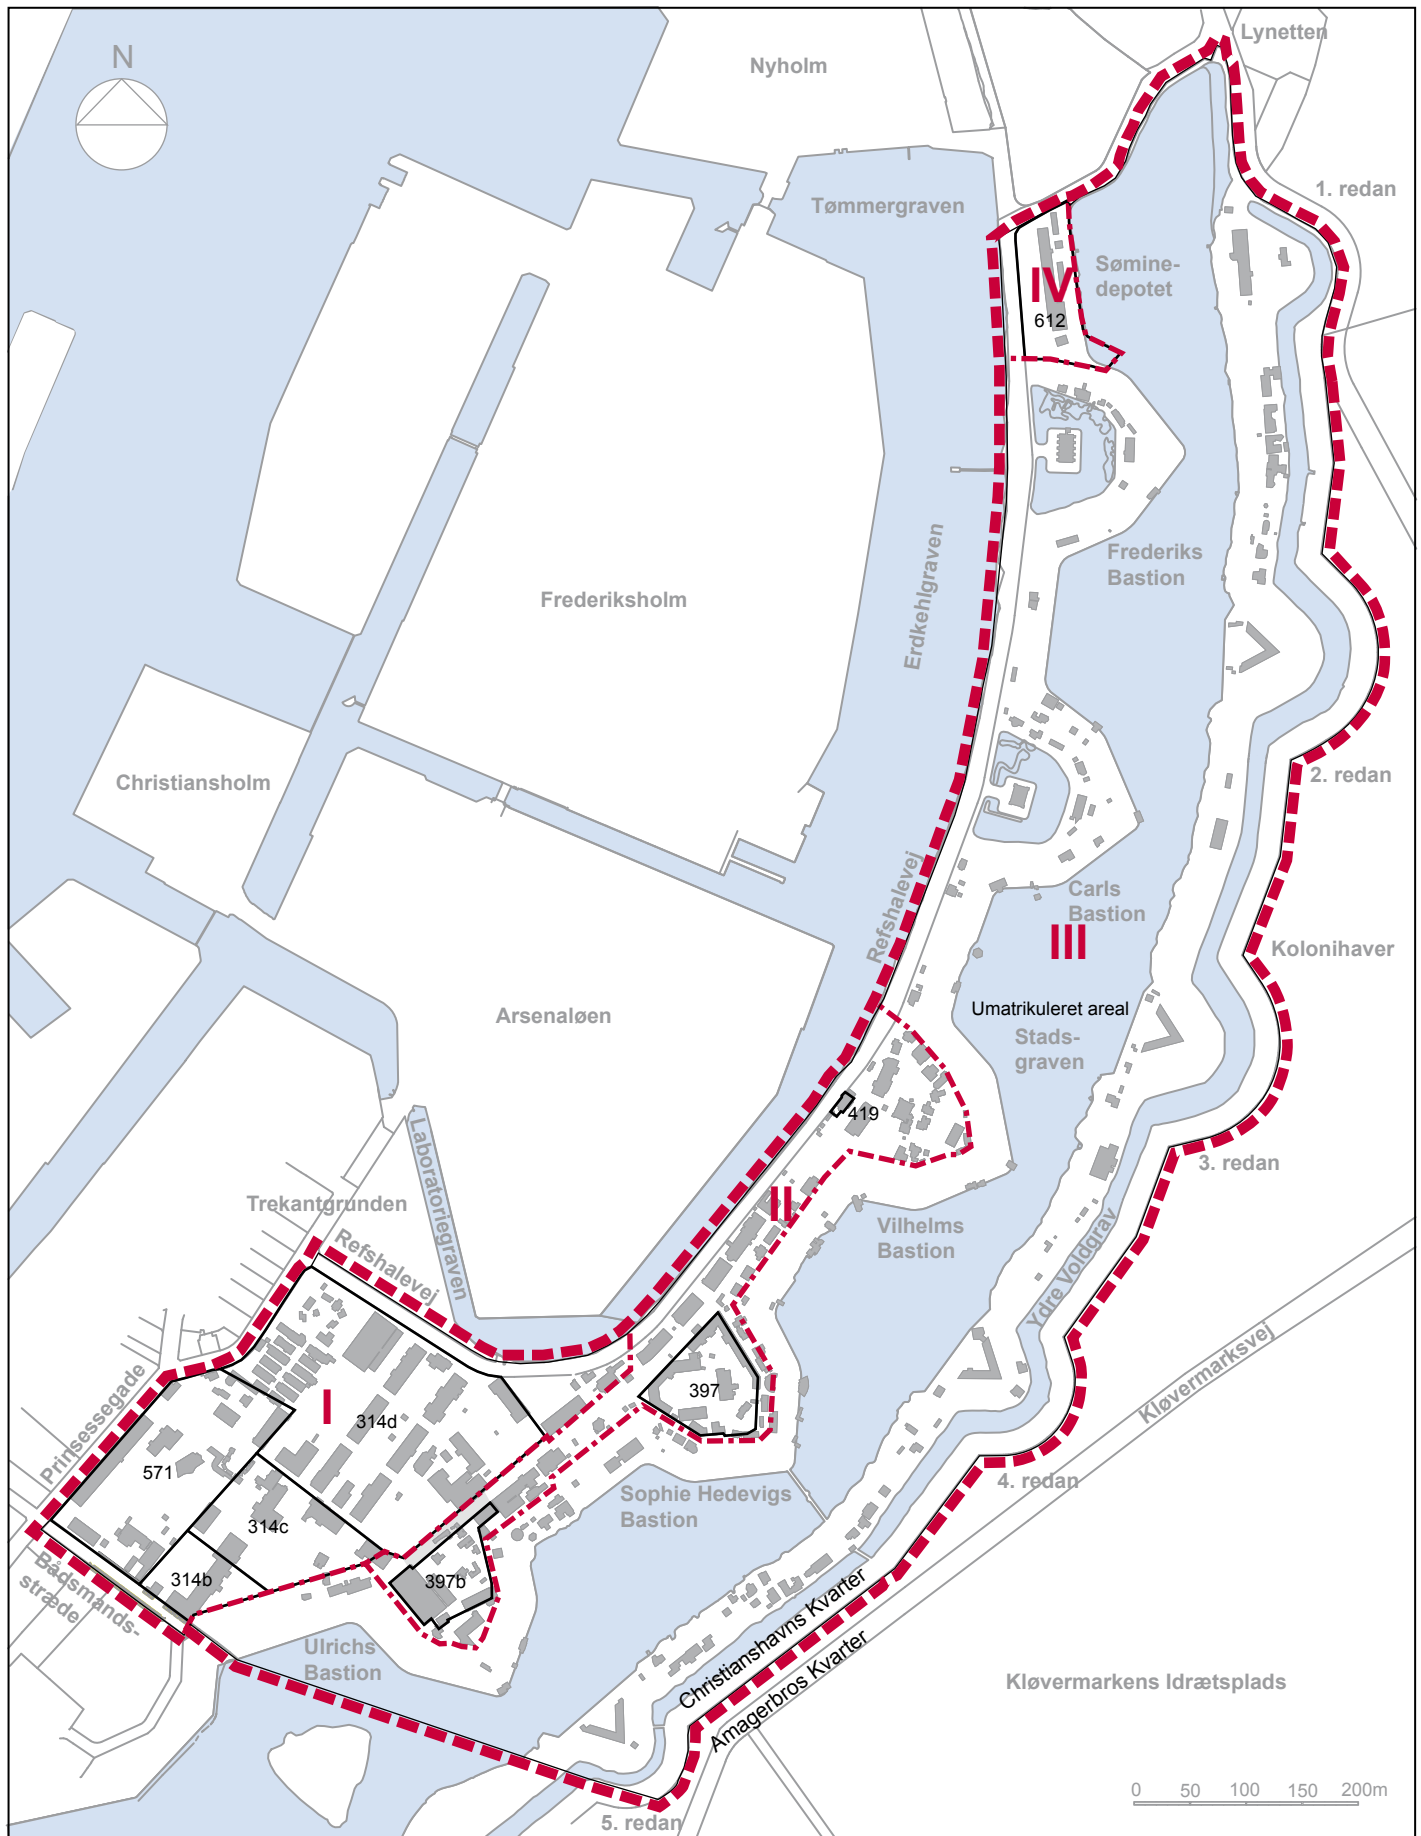 N
Nyholm
Lynetten
1. redan
Tømmergraven
Sømine-
depotet
IV
612
Frederiks
Bastion
Erdkehlgraven
Frederiksholm
Christiansholm
2. redan
Refshalevej
Carls
Bastion
III
Kolonihaver
Umatrikuleret areal
Stads-
graven
Arsenaløen
419
3. redan
Laboratoriegraven
Trekantgrunden
Refshalevej
II
Vilhelms
Bastion
Ydre Voldgrav
Kløvermarksvej
Prinsessegade
I
314d
397
571
314c
314b
397b
Sophie Hedevigs
Bastion
4. redan
Bådsmands-
stræde
Ulrichs
Bastion
Christianshavns Kvarter
Amagerbros Kvarter
Kløvermarkens Idrætsplads
5. redan
0 50 100 150 200m